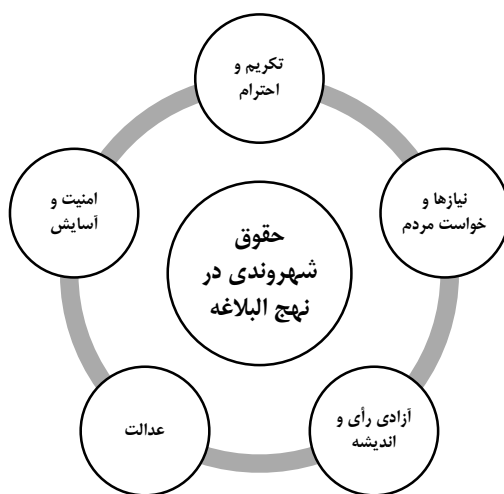 تکریم و
احترام
نیازها و
خواست مردم
آزادی رأی و
اندیشه
عدالت
امنیت و
آسایش
حقوق
شهروندی در
نهج البلاغه